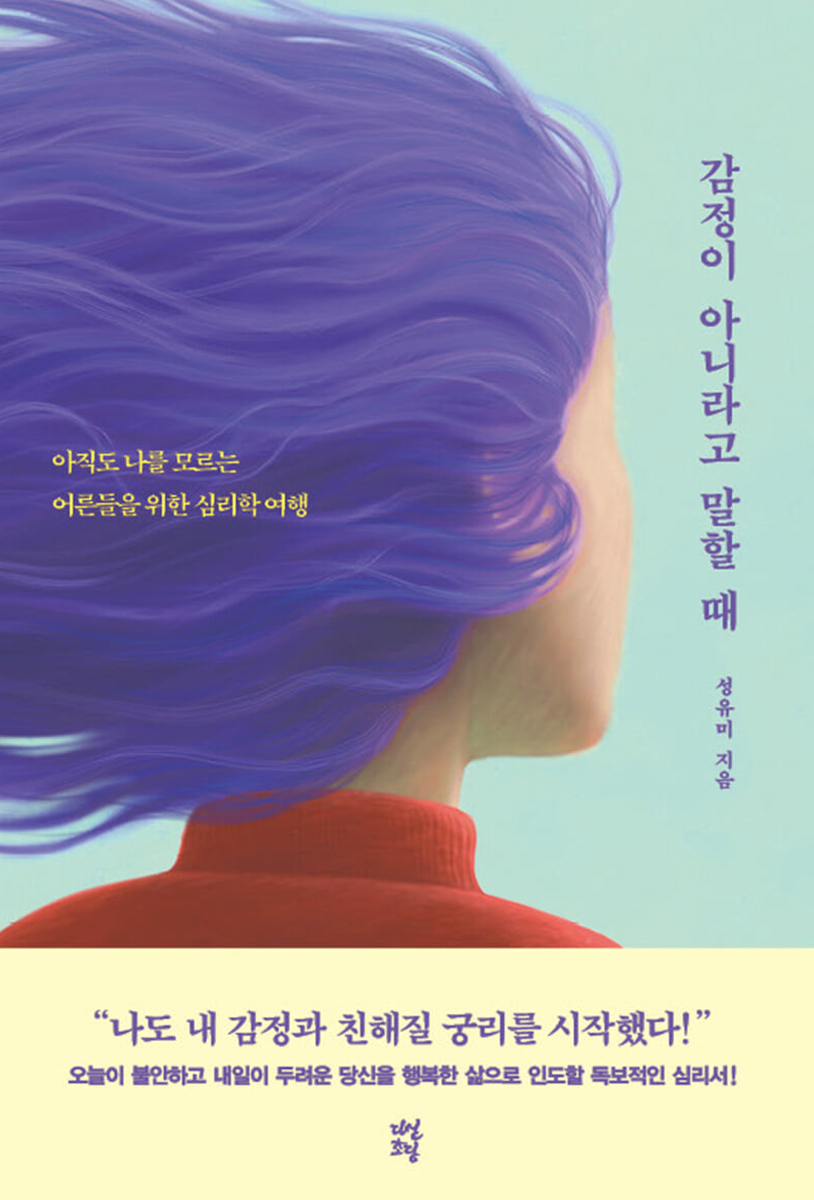 감정이 아니라고 말할 때
성유미 지음
아직도 나를 모르는
어른들을 위한 심리학 여행
“나도 내 감정과 친해질 궁리를 시작했다!”
오늘이 불안하고 내일이 두려운 당신을 행복한 삶으로 인도할 독보적인 심리서!
다산
초당